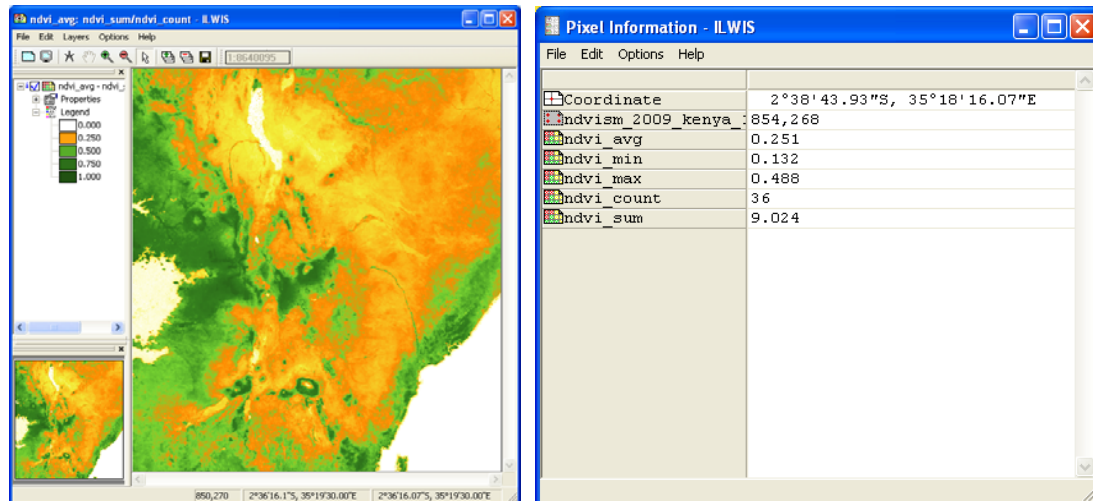 ndvi_avg: ndvi_sum/ndvi_count - ILWIS
File Edit Layers Options Help
1:8640095
ndvi_avg - ndvi_:
Properties
Legend
0.000
0.250
0.500
0.750
1.000
850,270 2°36'16.1"S, 35°19'30.00"E 2°36'16.07"S, 35°19'30.00"E
Pixel Information - ILWIS
File Edit Options Help
Coordinate 2°38'43.93"S, 35°18'16.07"E
ndvism_2009_kenya_ 854,268
ndvi_avg 0.251
ndvi_min 0.132
ndvi_max 0.488
ndvi_count 36
ndvi_sum 9.024